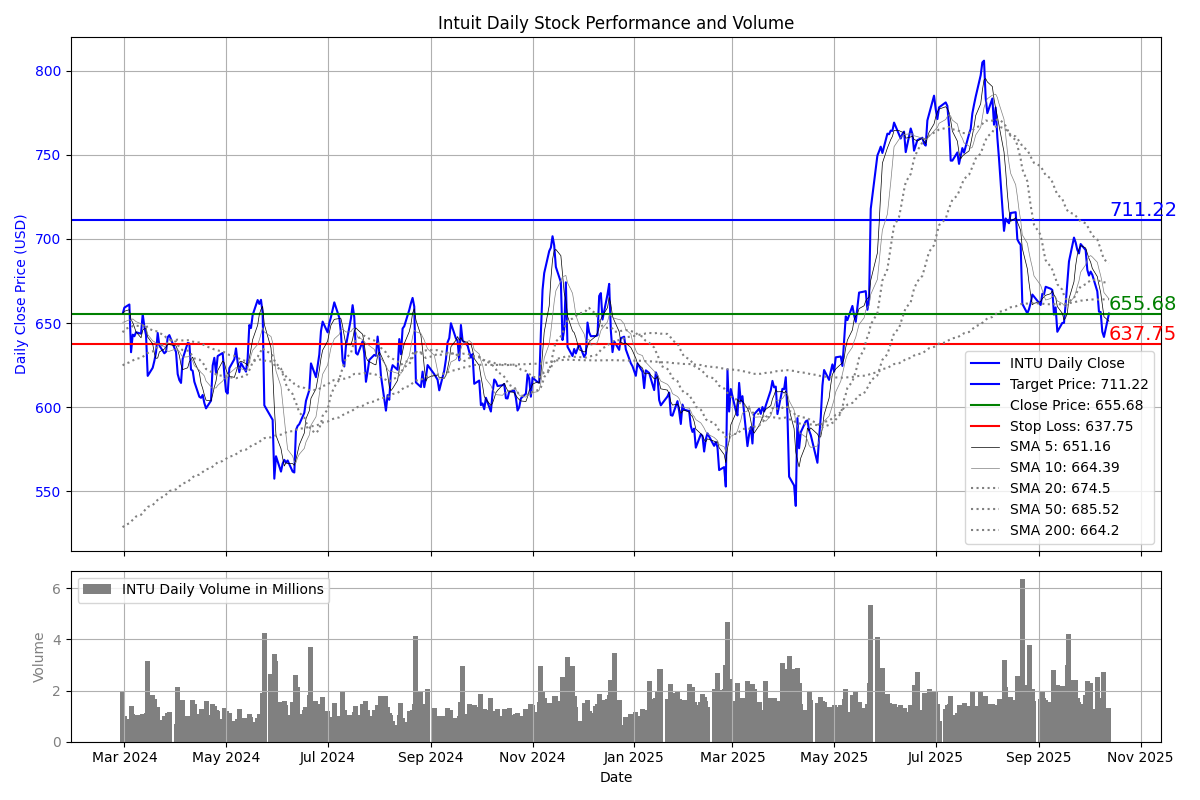 Intuit Daily Stock Performance and Volume
Daily Close Price (USD)
800
750
700
650
600
550
711.22
655.68
637.75
INTU Daily Close
Target Price: 711.22
Close Price: 655.68
Stop Loss: 637.75
SMA 5: 651.16
SMA 10: 664.39
SMA 20: 674.5
SMA 50: 685.52
SMA 200: 664.2
Volume
6
4
2
0
INTU Daily Volume in Millions
Mar 2024 May 2024 Jul 2024 Sep 2024 Nov 2024 Jan 2025 Mar 2025 May 2025 Jul 2025 Sep 2025 Nov 2025
Date